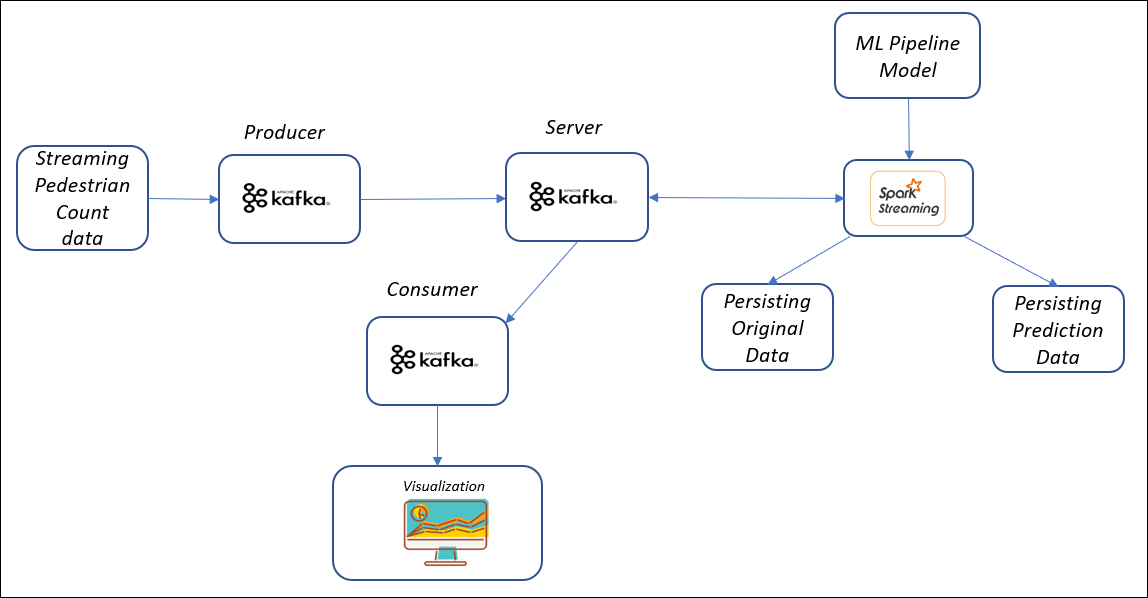 ML Pipeline
Model
Producer
Server
Streaming
Pedestrian
Count
data
APACHE
kafka®
APACHE
kafka®
Spark
Streaming
Consumer
Persisting
Original
Data
Persisting
Prediction
Data
APACHE
kafka®
Visualization